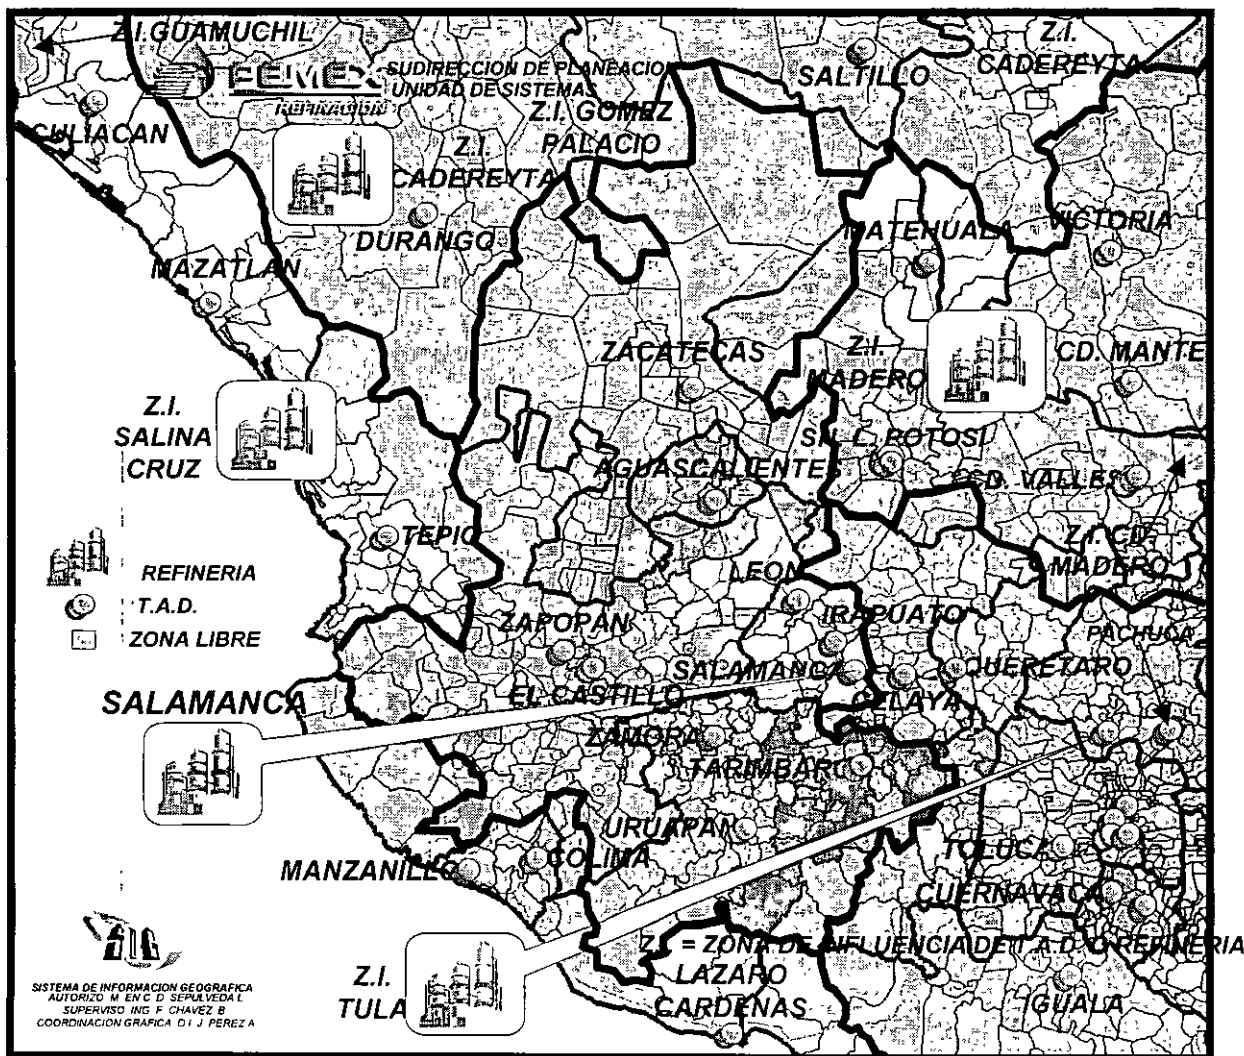 Z.I.GUAMUCHIL
PEMEX
REFINACION
SUDIRECCION DE PLANEACION
UNIDAD DE SISTEMAS
SALTILLO
Z.I.
CADEREYTA
CULIACAN
Z.I. GOMEZ
PALACIO
Z.I.
CADEREYTA
DURANGO
MATEHUALA
VICTORIA
MAZATLAN
ZACATECAS
Z.I.
MADERO
CD. MANTE
Z.I.
SALINA
CRUZ
S.N. L. POTOSI
AGUASCALIENTES
CD. VALLES
TEPIC
Z.I. CD.
MADERO
REFINERIA
T.A.D.
ZONA LIBRE
LEON
IRAPUATO
ZAPOPAN
PACHUCA
SALAMANCA
QUERETARO
EL CASTILLO
CELAYA
SALAMANCA
ZAMORA
TARIMBARO
URUAPAN
COLIMA
MANZANILLO
TOLUCA
CUERNAVACA
Z.I. = ZONA DE INFLUENCIA DE T.A.D. O REFINERIA
Z.I.
TULA
LAZARO
CARDENAS
IGUALA
SISTEMA DE INFORMACION GEOGRAFICA
AUTORIZO M EN C D SEPULVEDA L
SUPERVISO ING F CHAVEZ B
COORDINACION GRAFICA D I J PEREZ A